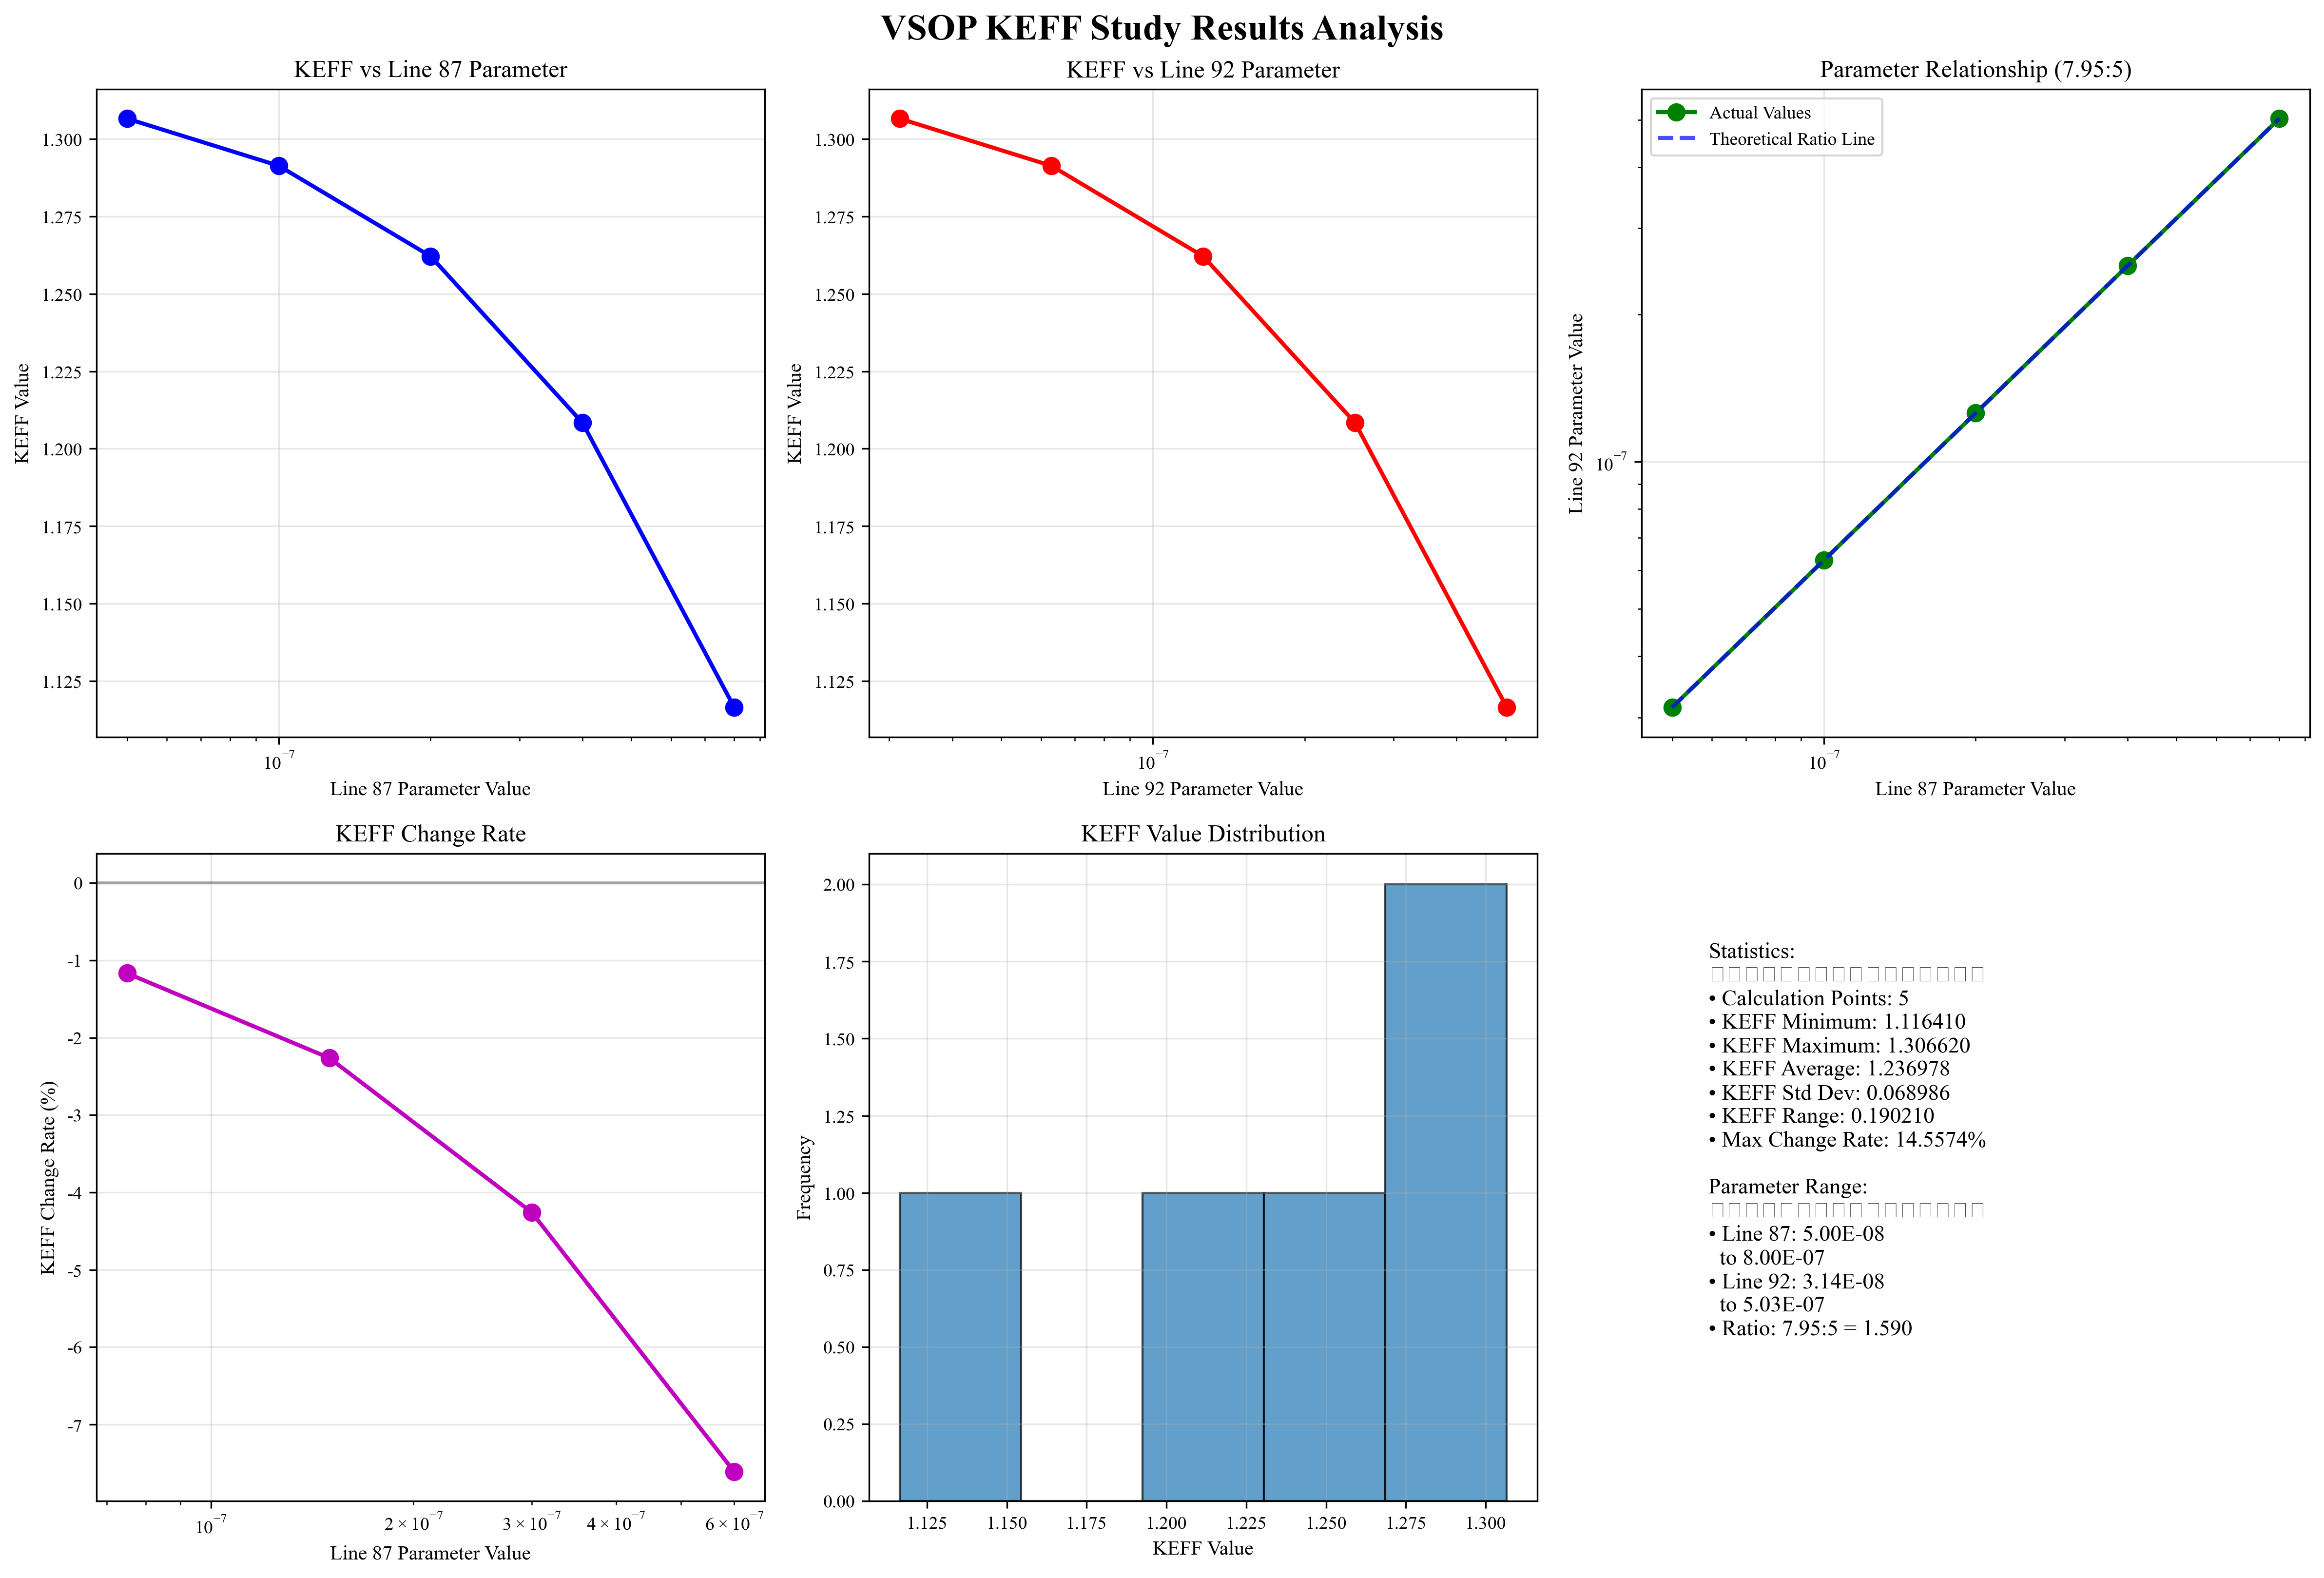 VSOP KEFF Study Results Analysis
KEFF vs Line 87 Parameter
KEFF Value
1.300
1.275
1.250
1.225
1.200
1.175
1.150
1.125
10⁻⁷
Line 87 Parameter Value
KEFF vs Line 92 Parameter
KEFF Value
1.300
1.275
1.250
1.225
1.200
1.175
1.150
1.125
10⁻⁷
Line 92 Parameter Value
Parameter Relationship (7.95:5)
Actual Values
Theoretical Ratio Line
Line 92 Parameter Value
10⁻⁷
10⁻⁷
Line 87 Parameter Value
KEFF Change Rate
KEFF Change Rate (%)
0
-1
-2
-3
-4
-5
-6
-7
10⁻⁷
2 × 10⁻⁷
3 × 10⁻⁷
4 × 10⁻⁷
6 × 10⁻⁷
Line 87 Parameter Value
KEFF Value Distribution
Frequency
2.00
1.75
1.50
1.25
1.00
0.75
0.50
0.25
0.00
1.125
1.150
1.175
1.200
1.225
1.250
1.275
1.300
KEFF Value
Statistics:
• Calculation Points: 5
• KEFF Minimum: 1.116410
• KEFF Maximum: 1.306620
• KEFF Average: 1.236978
• KEFF Std Dev: 0.068986
• KEFF Range: 0.190210
• Max Change Rate: 14.5574%
Parameter Range:
• Line 87: 5.00E-08
to 8.00E-07
• Line 92: 3.14E-08
to 5.03E-07
• Ratio: 7.95:5 = 1.590